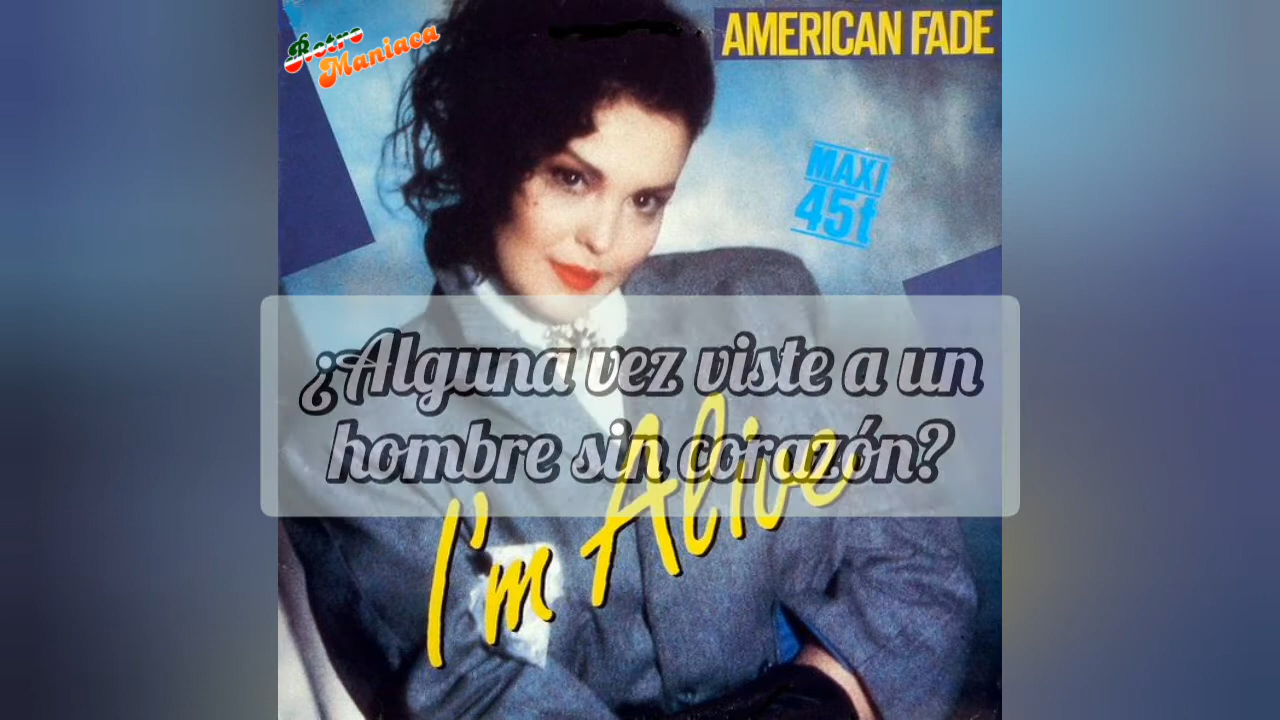 Retro
Maniaca
AMERICAN FADE
MAXI
45t
¿Alguna vez viste a un
hombre sin corazón?
I'm Alive